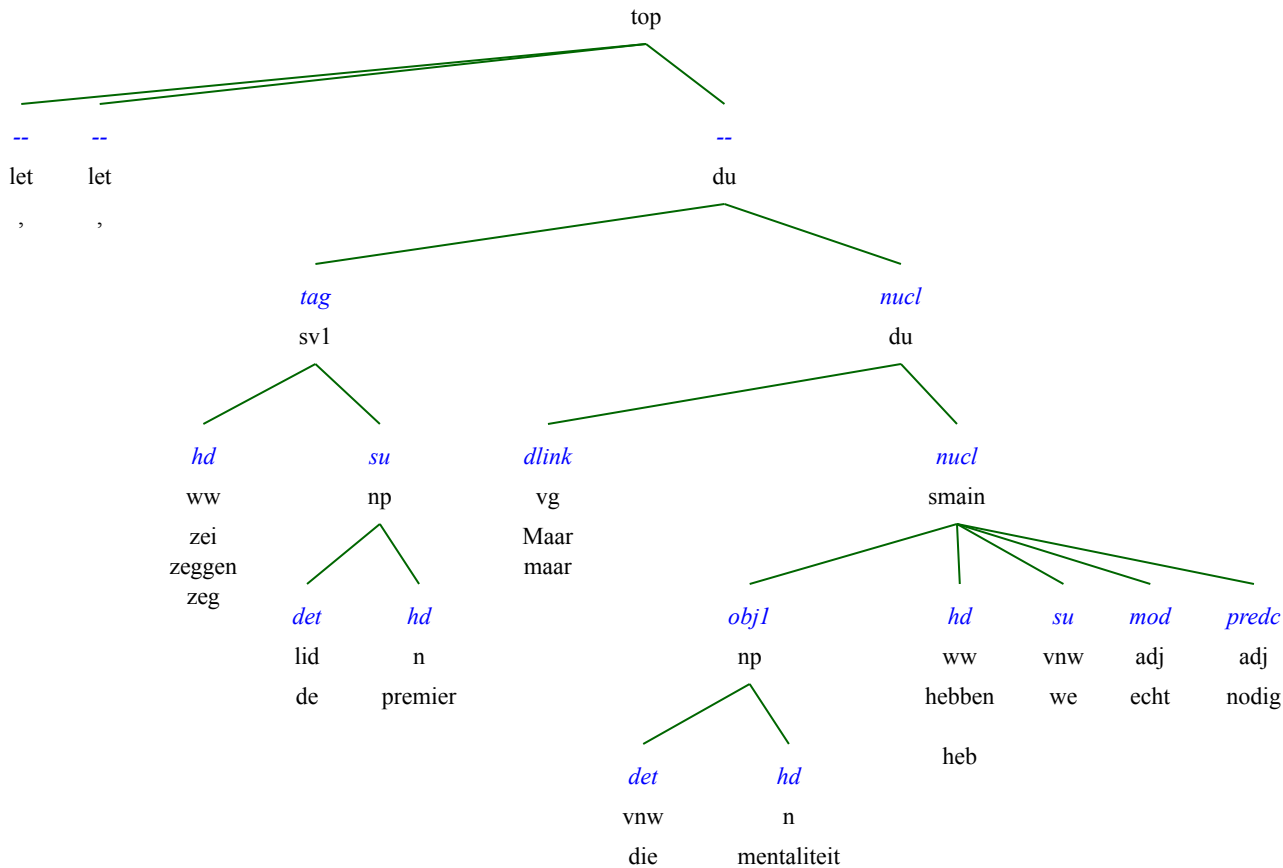 top
-- -- --
let let du
, ,
tag nucl
sv1 du
hd su dlink nucl
ww np vg smain
zei Maar
zeggen maar
zeg
det hd obj1 hd su mod predc
lid n np ww vnw adj adj
de premier hebben we echt nodig
heb
det hd
vnw n
die mentaliteit